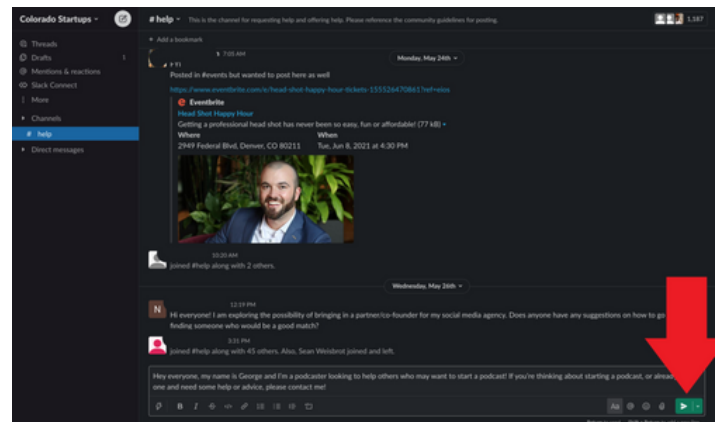 Colorado Startups
# help
This is the channel for requesting help and offering help. Please reference the community guidelines for posting.
1,187
Threads
Drafts 1
Mentions & reactions
Slack Connect
More
Channels
# help
Direct messages
Add a bookmark
7:05 AM
Monday, May 24th
Posted in #events but wanted to post here as well
https://www.eventbrite.com/e/head-shot-happy-hour-tickets-155526470861?ref=eios
Eventbrite
Head Shot Happy Hour
Getting a professional head shot has never been so easy, fun or affordable! (77 kB)
Where When
2949 Federal Blvd, Denver, CO 80211 Tue, Jun 8, 2021 at 4:30 PM
10:20 AM
joined #help along with 2 others.
Wednesday, May 26th
N
12:19 PM
Hi everyone! I am exploring the possibility of bringing in a partner/co-founder for my social media agency. Does anyone have any suggestions on how to go
finding someone who would be a good match?
3:31 PM
joined #help along with 45 others. Also, Sean Weisbrot joined and left.
Hey everyone, my name is George and I'm a podcaster looking to help others who may want to start a podcast! If you're thinking about starting a podcast, or
one and need some help or advice, please contact me!
B I S
Aa @